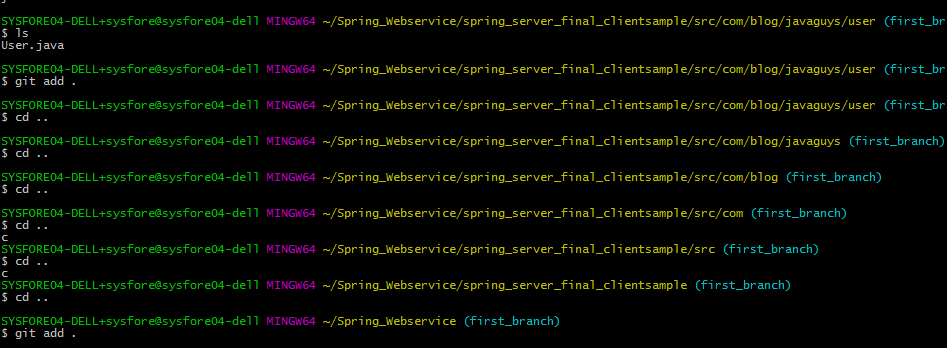 SYSFORE04-DELL+sysfore@sysfore04-dell MINGW64 ~/Spring_Webservice/spring_server_final_clientsample/src/com/blog/javaguys/user (first_br
$ ls
User.java
SYSFORE04-DELL+sysfore@sysfore04-dell MINGW64 ~/Spring_Webservice/spring_server_final_clientsample/src/com/blog/javaguys/user (first_br
$ git add .
SYSFORE04-DELL+sysfore@sysfore04-dell MINGW64 ~/Spring_Webservice/spring_server_final_clientsample/src/com/blog/javaguys/user (first_br
$ cd ..
SYSFORE04-DELL+sysfore@sysfore04-dell MINGW64 ~/Spring_Webservice/spring_server_final_clientsample/src/com/blog/javaguys (first_branch)
$ cd ..
SYSFORE04-DELL+sysfore@sysfore04-dell MINGW64 ~/Spring_Webservice/spring_server_final_clientsample/src/com/blog (first_branch)
$ cd ..
SYSFORE04-DELL+sysfore@sysfore04-dell MINGW64 ~/Spring_Webservice/spring_server_final_clientsample/src/com (first_branch)
$ cd ..
c
SYSFORE04-DELL+sysfore@sysfore04-dell MINGW64 ~/Spring_Webservice/spring_server_final_clientsample/src (first_branch)
$ cd ..
c
SYSFORE04-DELL+sysfore@sysfore04-dell MINGW64 ~/Spring_Webservice/spring_server_final_clientsample (first_branch)
$ cd ..
SYSFORE04-DELL+sysfore@sysfore04-dell MINGW64 ~/Spring_Webservice (first_branch)
$ git add .